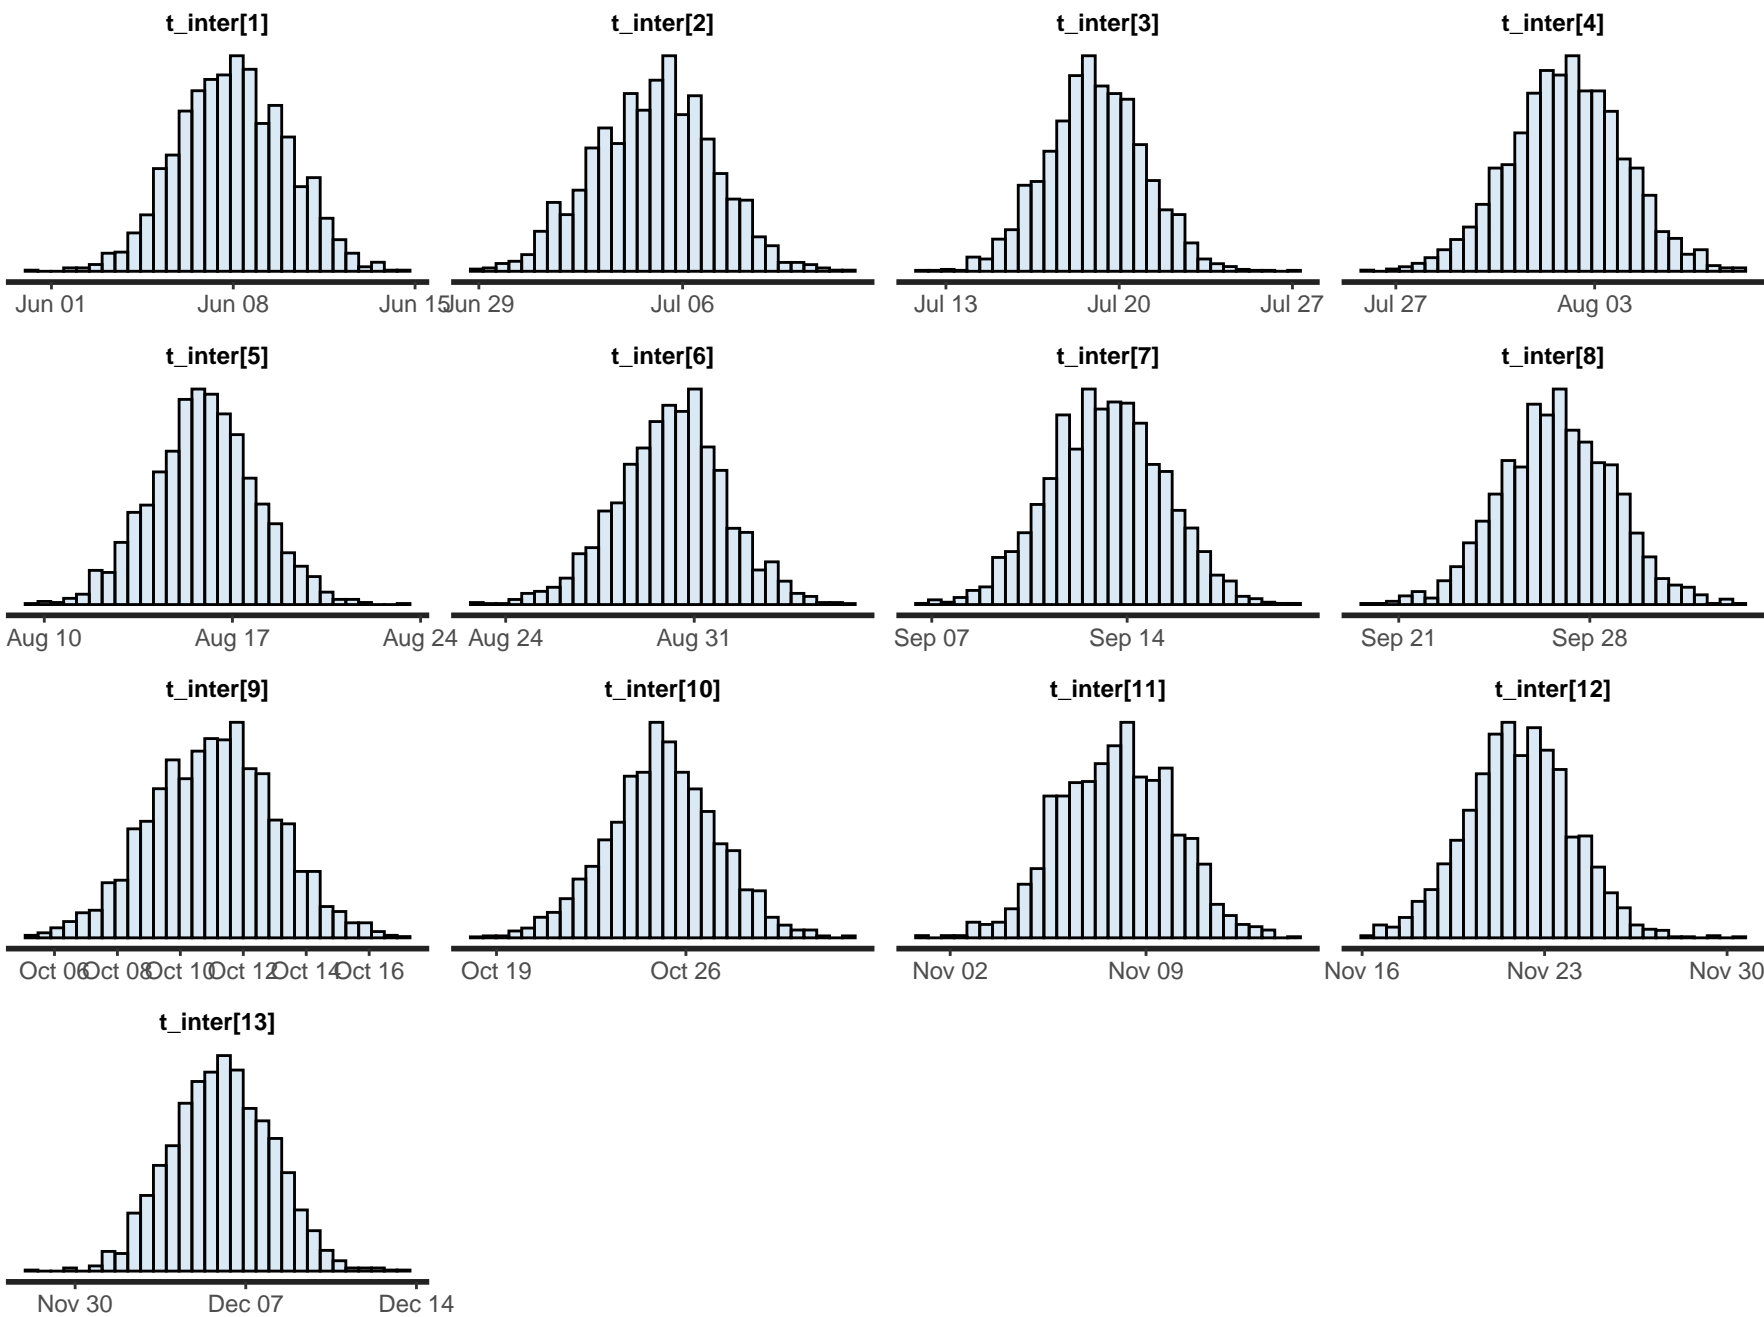 t_inter[1] t_inter[2] t_inter[3] t_inter[4]
Jun 01 Jun 08 Jun 15 Jun 29 Jul 06 Jul 13 Jul 20 Jul 27 Jul 27 Aug 03
t_inter[5] t_inter[6] t_inter[7] t_inter[8]
Aug 10 Aug 17 Aug 24 Aug 24 Aug 31 Sep 07 Sep 14 Sep 21 Sep 28
t_inter[9] t_inter[10] t_inter[11] t_inter[12]
Oct 06 Oct 08 Oct 10 Oct 12 Oct 14 Oct 16 Oct 19 Oct 26 Nov 02 Nov 09 Nov 16 Nov 23 Nov 30
t_inter[13]
Nov 30 Dec 07 Dec 14